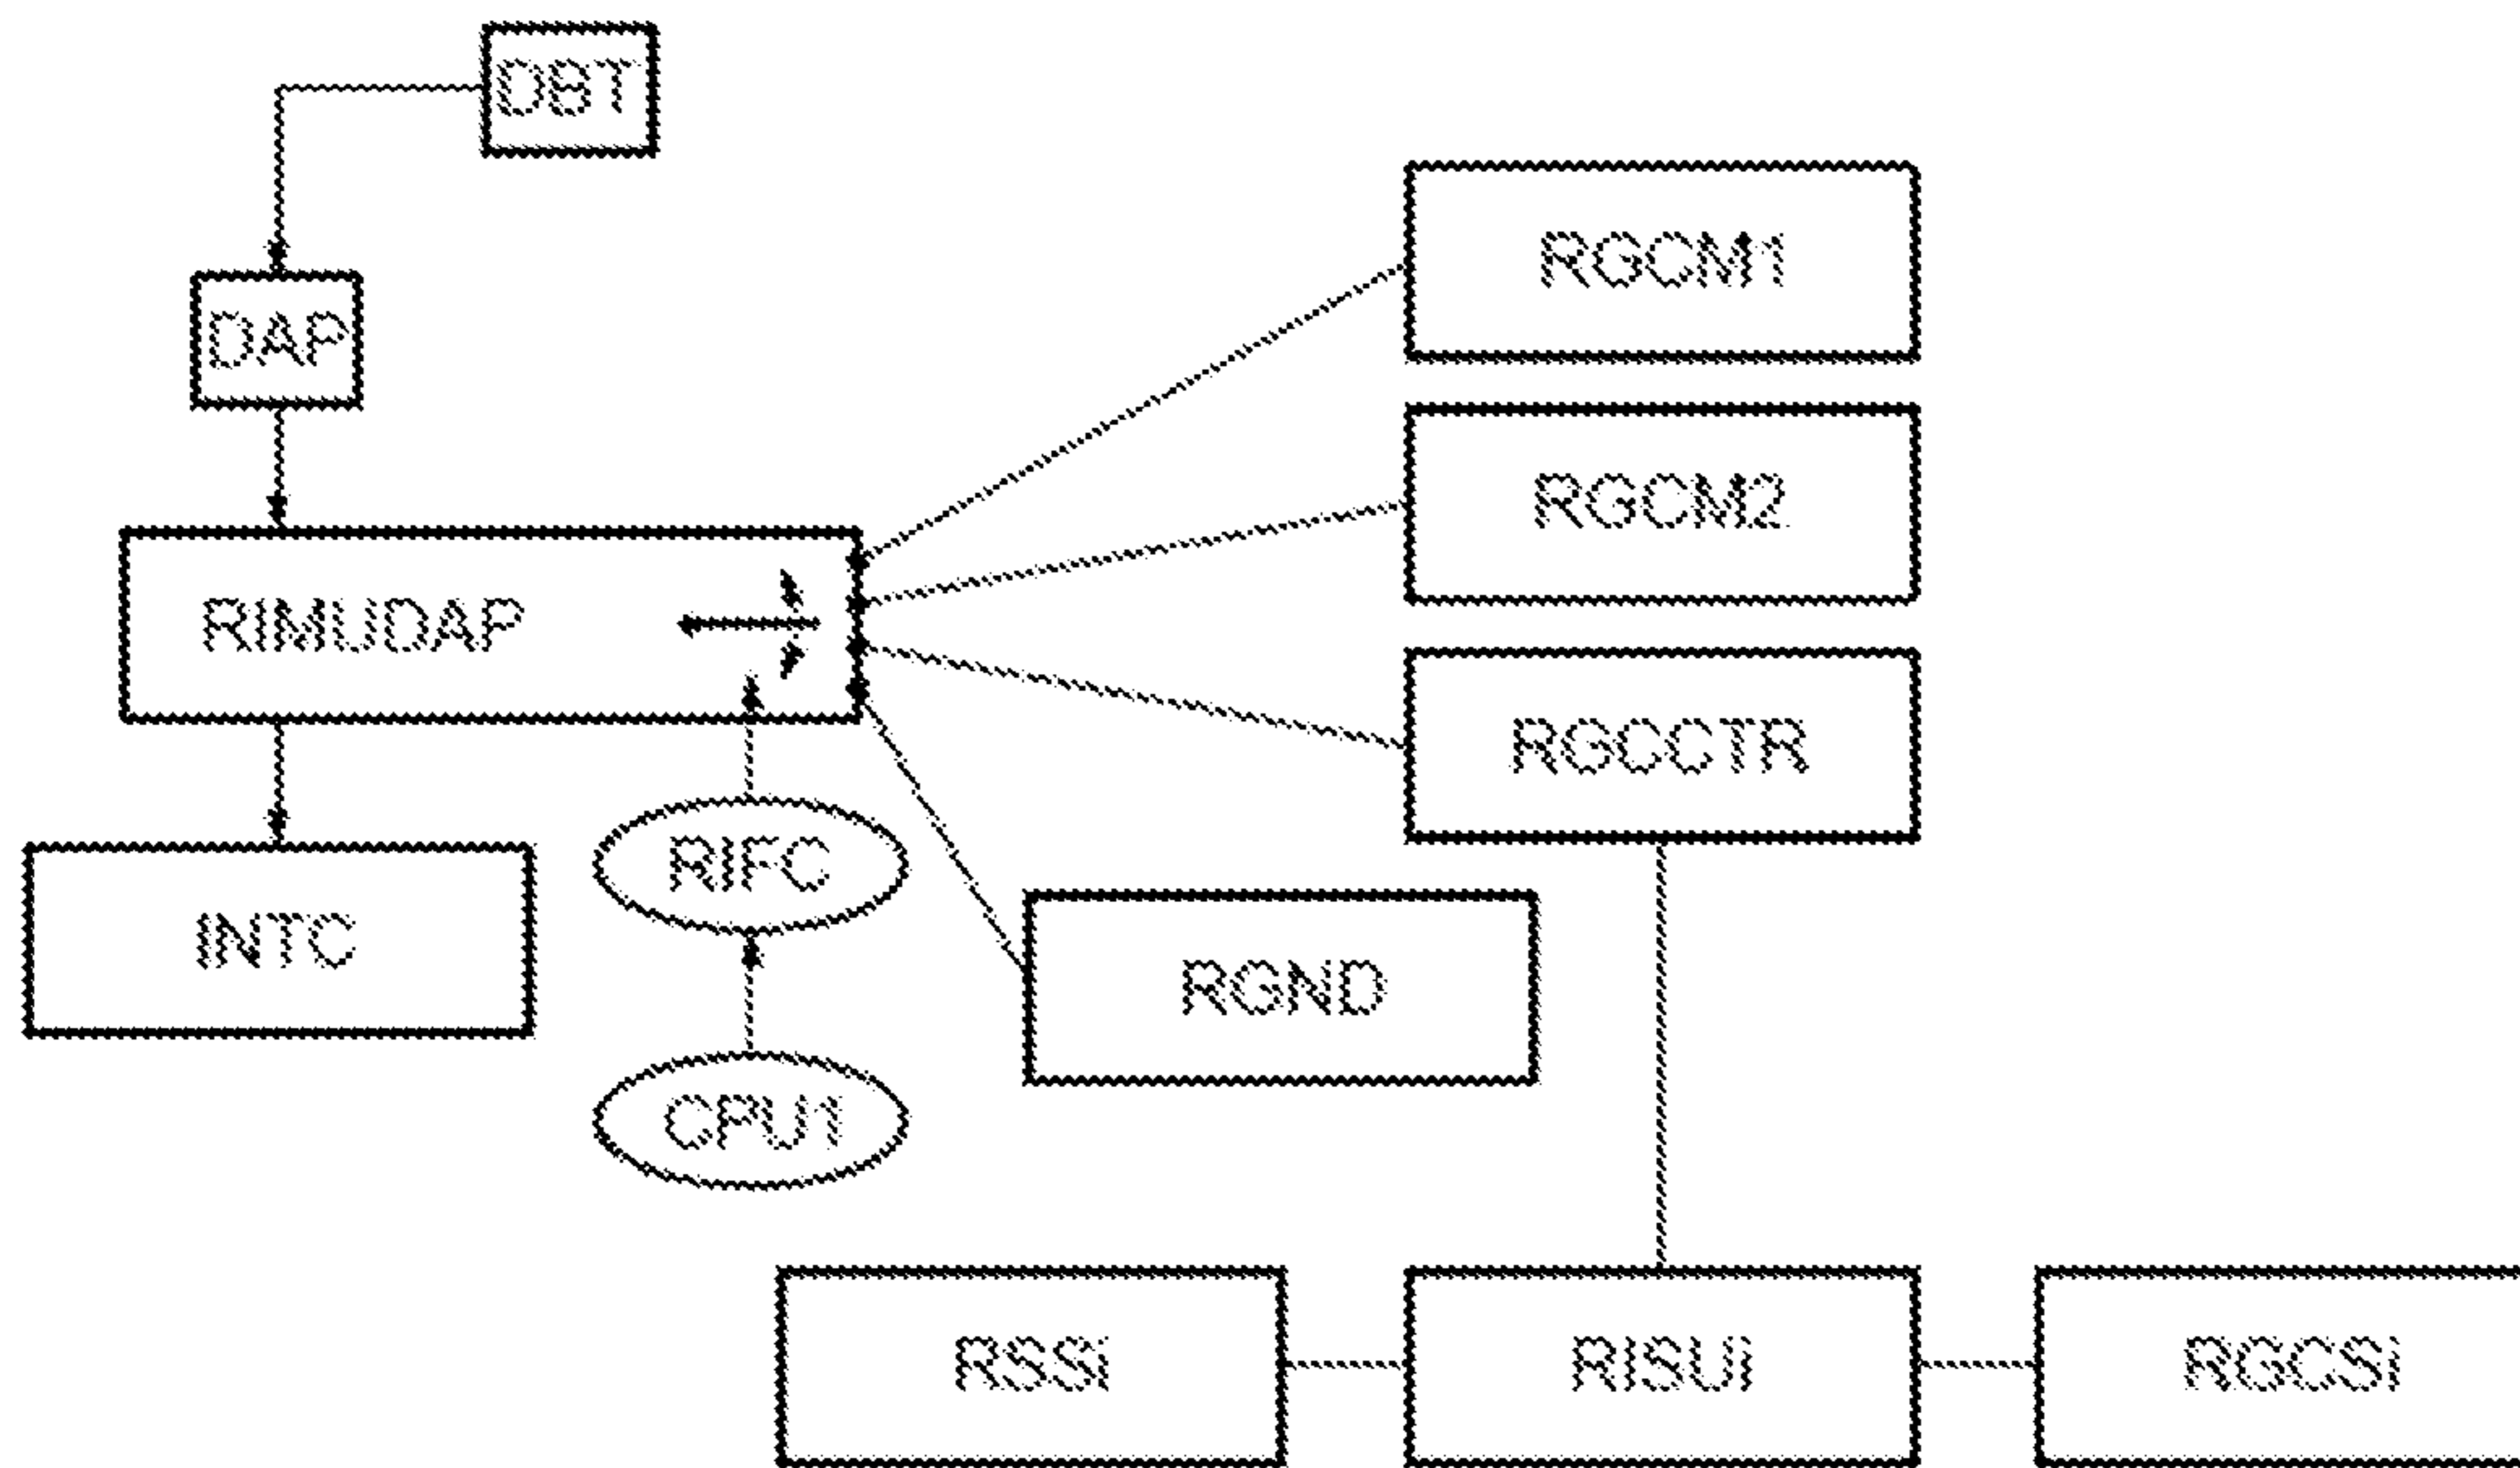 DBT
DAP
RGCM1
RGCM2
RIMUDAP
RGCCTR
RIFC
INTC
RGND
CPU1
RSSi
RISUi
RGCSi